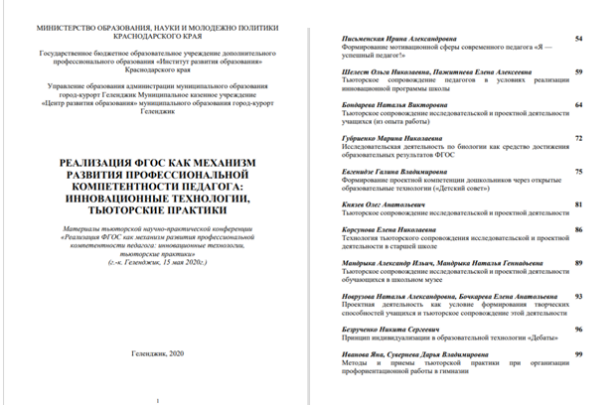 МИНИСТЕРСТВО ОБРАЗОВАНИЯ, НАУКИ И МОЛОДЕЖНО ПОЛИТИКИ
КРАСНОДАРСКОГО КРАЯ
Государственное бюджетное образовательное учреждение дополнительного
профессионального образования «Институт развития образования»
Краснодарского края
Управление образования администрации муниципального образования
город-курорт Геленджик Муниципальное казенное учреждение
«Центр развития образования» муниципального образования город-курорт
Геленджик
РЕАЛИЗАЦИЯ ФГОС КАК МЕХАНИЗМ
РАЗВИТИЯ ПРОФЕССИОНАЛЬНОЙ
КОМПЕТЕНТНОСТИ ПЕДАГОГА:
ИННОВАЦИОННЫЕ ТЕХНОЛОГИИ,
ТЬЮТОРСКИЕ ПРАКТИКИ
Материалы тьюторской научно-практической конференции
«Реализация ФГОС как механизм развития профессиональной
компетентности педагога: инновационные технологии,
тьюторские практики»
(г.-к. Геленджик, 15 мая 2020г.)
Геленджик, 2020
1
Письменская Ирина Александровна 54
Формирование мотивационной сферы современного педагога «Я —
успешный педагог!»
Шелест Ольга Николаевна, Пажитнева Елена Алексеевна 59
Тьюторское сопровождение педагогов в условиях реализации
инновационной программы школы
Бондарева Наталья Викторовна 64
Тьюторское сопровождение исследовательской и проектной деятельности
учащихся (из опыта работы)
Губриенко Марина Николаевна 72
Исследовательская деятельность по биологии как средство достижения
образовательных результатов ФГОС
Евгенидзе Галина Владимировна 75
Формирование проектной компетенции дошкольников через открытые
образовательные технологии («Детский совет»)
Князев Олег Анатольевич 81
Тьюторское сопровождение исследовательской и проектной деятельности
Корсунова Елена Николаевна 86
Технология тьюторского сопровождения исследовательской и проектной
деятельности в старшей школе
Мандрыка Александр Ильич, Мандрыка Наталья Геннадьевна 89
Тьюторское сопровождение исследовательской и проектной деятельности
обучающихся в школьном музее
Новрузова Наталья Александровна, Бочкарева Елена Анатольевна 93
Проектная деятельность как условие формирования творческих
способностей учащихся и тьюторское сопровождение этой деятельности
Безрученко Никита Сергеевич 96
Принцип индивидуализации в образовательной технологии «Дебаты»
Иванова Яна, Сувернева Дарья Владимировна 99
Методы и приемы тьюторской практики при организации
профориентационной работы в гимназии